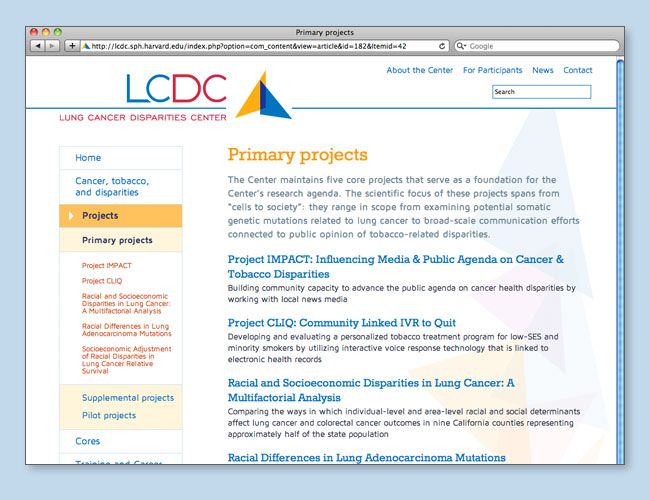 Primary projects
http://lcdc.sph.harvard.edu/index.php?option=com_content&view=article&id=182&Itemid=42
Google
About the Center For Participants News Contact
Search
LCDC
LUNG CANCER DISPARITIES CENTER
Home
Cancer, tobacco,
and disparities
Projects
Primary projects
Project IMPACT
Project CLIQ
Racial and Socioeconomic
Disparities in Lung Cancer:
A Multifactorial Analysis
Racial Differences in Lung
Adenocarcinoma Mutations
Socioeconomic Adjustment
of Racial Disparities in
Lung Cancer Relative
Survival
Supplemental projects
Pilot projects
Cores
Training and Career
Primary projects
The Center maintains five core projects that serve as a foundation for the
Center's research agenda. The scientific focus of these projects spans from
"cells to society": they range in scope from examining potential somatic
genetic mutations related to lung cancer to broad-scale communication efforts
connected to public opinion of tobacco-related disparities.
Project IMPACT: Influencing Media & Public Agenda on Cancer &
Tobacco Disparities
Building community capacity to advance the public agenda on cancer health disparities by
working with local news media
Project CLIQ: Community Linked IVR to Quit
Developing and evaluating a personalized tobacco treatment program for low-SES and
minority smokers by utilizing interactive voice response technology that is linked to
electronic health records
Racial and Socioeconomic Disparities in Lung Cancer: A
Multifactorial Analysis
Comparing the ways in which individual-level and area-level racial and social determinants
affect lung cancer and colorectal cancer outcomes in nine California counties representing
approximately half of the state population
Racial Differences in Lung Adenocarcinoma Mutations